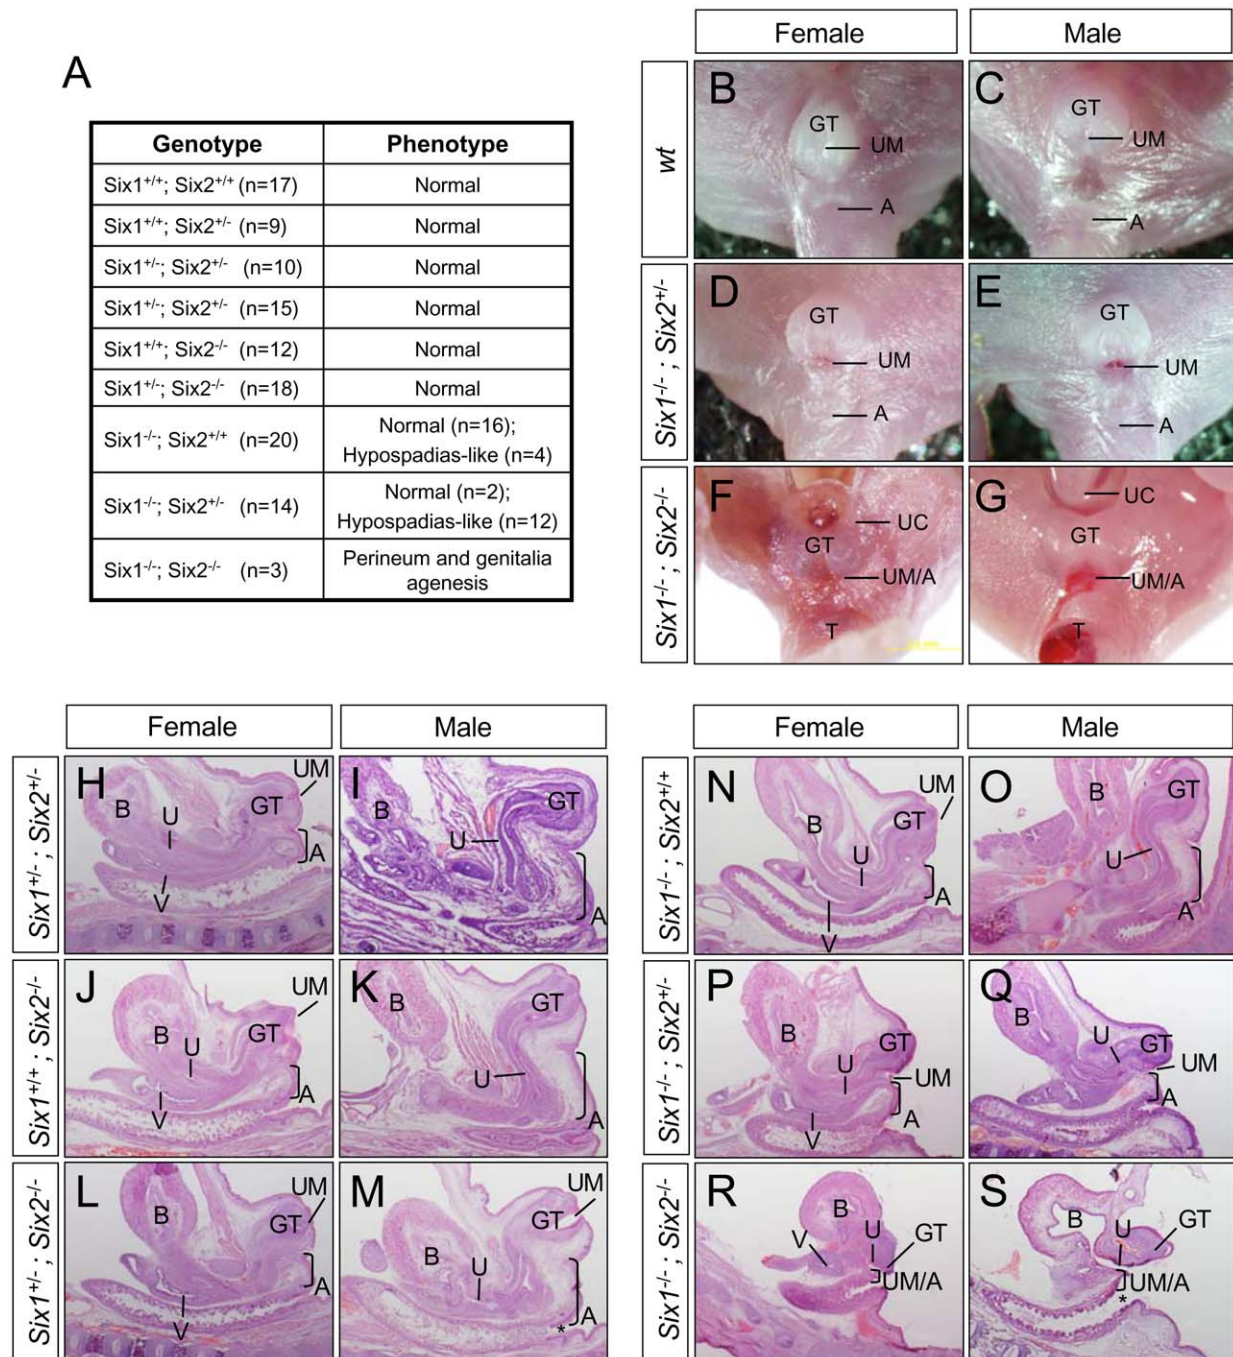 A
Genotype Phenotype
Six1+/+; Six2+/+ (n=17) Normal
Six1+/+; Six2+/- (n=9) Normal
Six1+/-; Six2+/- (n=10) Normal
Six1+/-; Six2+/- (n=15) Normal
Six1+/+; Six2-/- (n=12) Normal
Six1+/-; Six2-/- (n=18) Normal
Six1-/-; Six2+/+ (n=20) Normal (n=16);
Hypospadias-like (n=4)
Six1-/-; Six2+/- (n=14) Normal (n=2);
Hypospadias-like (n=12)
Six1-/-; Six2-/- (n=3) Perineum and genitalia
agenesis
Female Male
wt
B GT UM A
C GT UM A
Six1-/-; Six2+/-
D GT UM A
E GT UM A
Six1-/-; Six2-/-
F UC GT UM/A T
G UC GT UM/A T
Female Male
Six1+/-; Six2+/-
H UM B GT U A V
I B GT U A
Six1+/+; Six2-/-
J UM B U GT A V
K B GT U A
Six1+/-; Six2-/-
L UM B GT A V
M UM GT B U A *
Female Male
Six1-/-; Six2+/+
N UM B GT U A V
O B GT U A
Six1-/-; Six2+/-
P B GT U UM A V
Q B U GT UM A
Six1-/-; Six2-/-
R B U GT V UM/A
S B U GT UM/A *